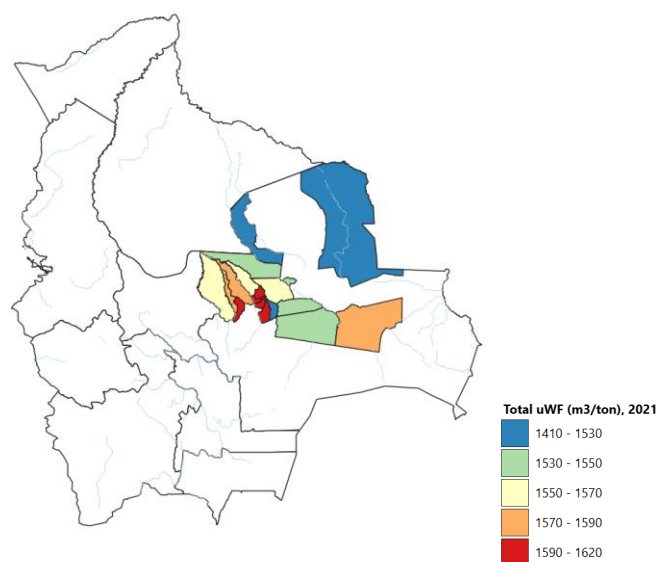 Total uWF (m3/ton), 2021
1410 - 1530
1530 - 1550
1550 - 1570
1570 - 1590
1590 - 1620